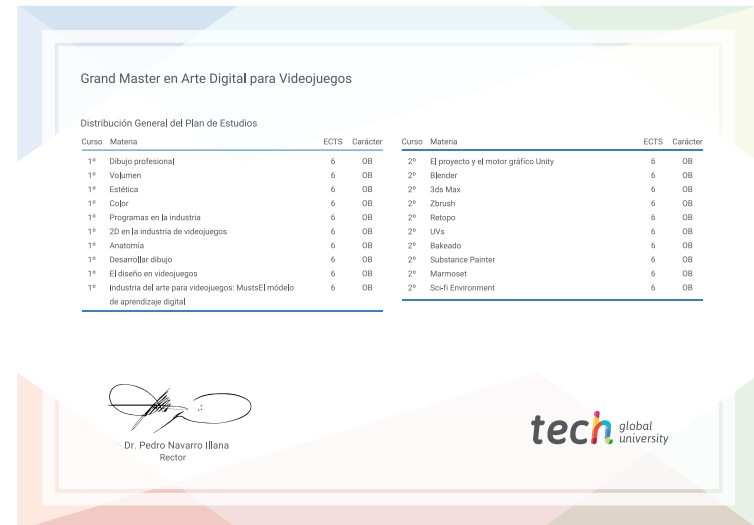 Grand Master en Arte Digital para Videojuegos
Distribución General del Plan de Estudios
Curso Materia ECTS Carácter
1º Dibujo profesional 6 OB
1º Volumen 6 OB
1º Estética 6 OB
1º Color 6 OB
1º Programas en la industria 6 OB
1º 2D en la industria de videojuegos 6 OB
1º Anatomía 6 OB
1º Desarrollar dibujo 6 OB
1º El diseño en videojuegos 6 OB
1º Industria del arte para videojuegos: MustsEl módelo 6 OB
de aprendizaje digital
Curso Materia ECTS Carácter
2º El proyecto y el motor gráfico Unity 6 OB
2º Blender 6 OB
2º 3ds Max 6 OB
2º Zbrush 6 OB
2º Retopo 6 OB
2º UVs 6 OB
2º Bakeado 6 OB
2º Substance Painter 6 OB
2º Marmoset 6 OB
2º Sci-fi Environment 6 OB
Dr. Pedro Navarro Illana
Rector
tech global
university